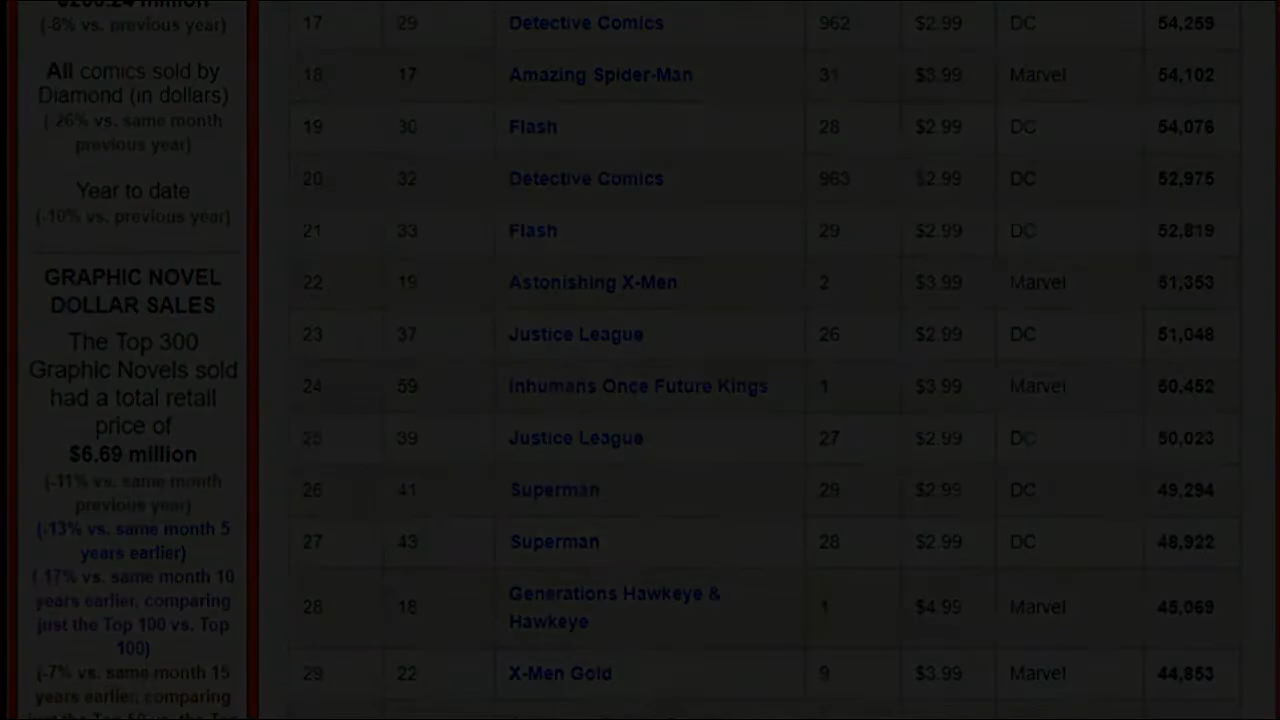 $200.24 million
(-8% vs. previous year)
All comics sold by
Diamond (in dollars)
(-26% vs. same month
previous year)
Year to date
(-10% vs. previous year)
GRAPHIC NOVEL
DOLLAR SALES
The Top 300
Graphic Novels sold
had a total retail
price of
$6.69 million
(-11% vs. same month
previous year)
(-13% vs. same month 5
years earlier)
(-17% vs. same month 10
years earlier, comparing
just the Top 100 vs. Top
100)
(-7% vs. same month 15
years earlier, comparing
17 29 Detective Comics 962 $2.99 DC 54,259
18 17 Amazing Spider-Man 31 $3.99 Marvel 54,102
19 30 Flash 28 $2.99 DC 54,076
20 32 Detective Comics 963 $2.99 DC 52,975
21 33 Flash 29 $2.99 DC 52,819
22 19 Astonishing X-Men 2 $3.99 Marvel 51,353
23 37 Justice League 26 $2.99 DC 51,048
24 59 Inhumans Once Future Kings 1 $3.99 Marvel 50,452
25 39 Justice League 27 $2.99 DC 50,023
26 41 Superman 29 $2.99 DC 49,294
27 43 Superman 28 $2.99 DC 48,922
28 18 Generations Hawkeye &
Hawkeye 1 $4.99 Marvel 45,069
29 22 X-Men Gold 9 $3.99 Marvel 44,853